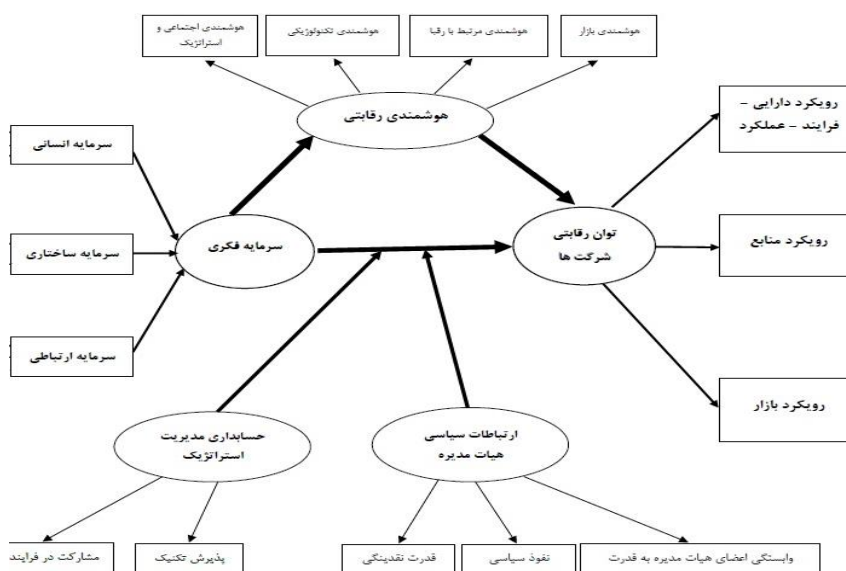 هوشمندی بازار
هوشمندی مرتبط با رقبا
هوشمندی تکنولوژیکی
هوشمندی اجتماعی و
استراتژیک
هوشمندی رقابتی
رویکرد دارایی –
فرایند – عملکرد
سرمایه انسانی
سرمایه فکری
توان رقابتی
شرکت ها
رویکرد منابع
سرمایه ساختاری
سرمایه ارتباطی
رویکرد بازار
ارتباطات سیاسی
هیات مدیره
حسابداری مدیریت
استراتژیک
وابستگی اعضای هیات مدیره به قدرت
نفوذ سیاسی
قدرت نقدینگی
پذیرش تکنیک
مشارکت در فرایند